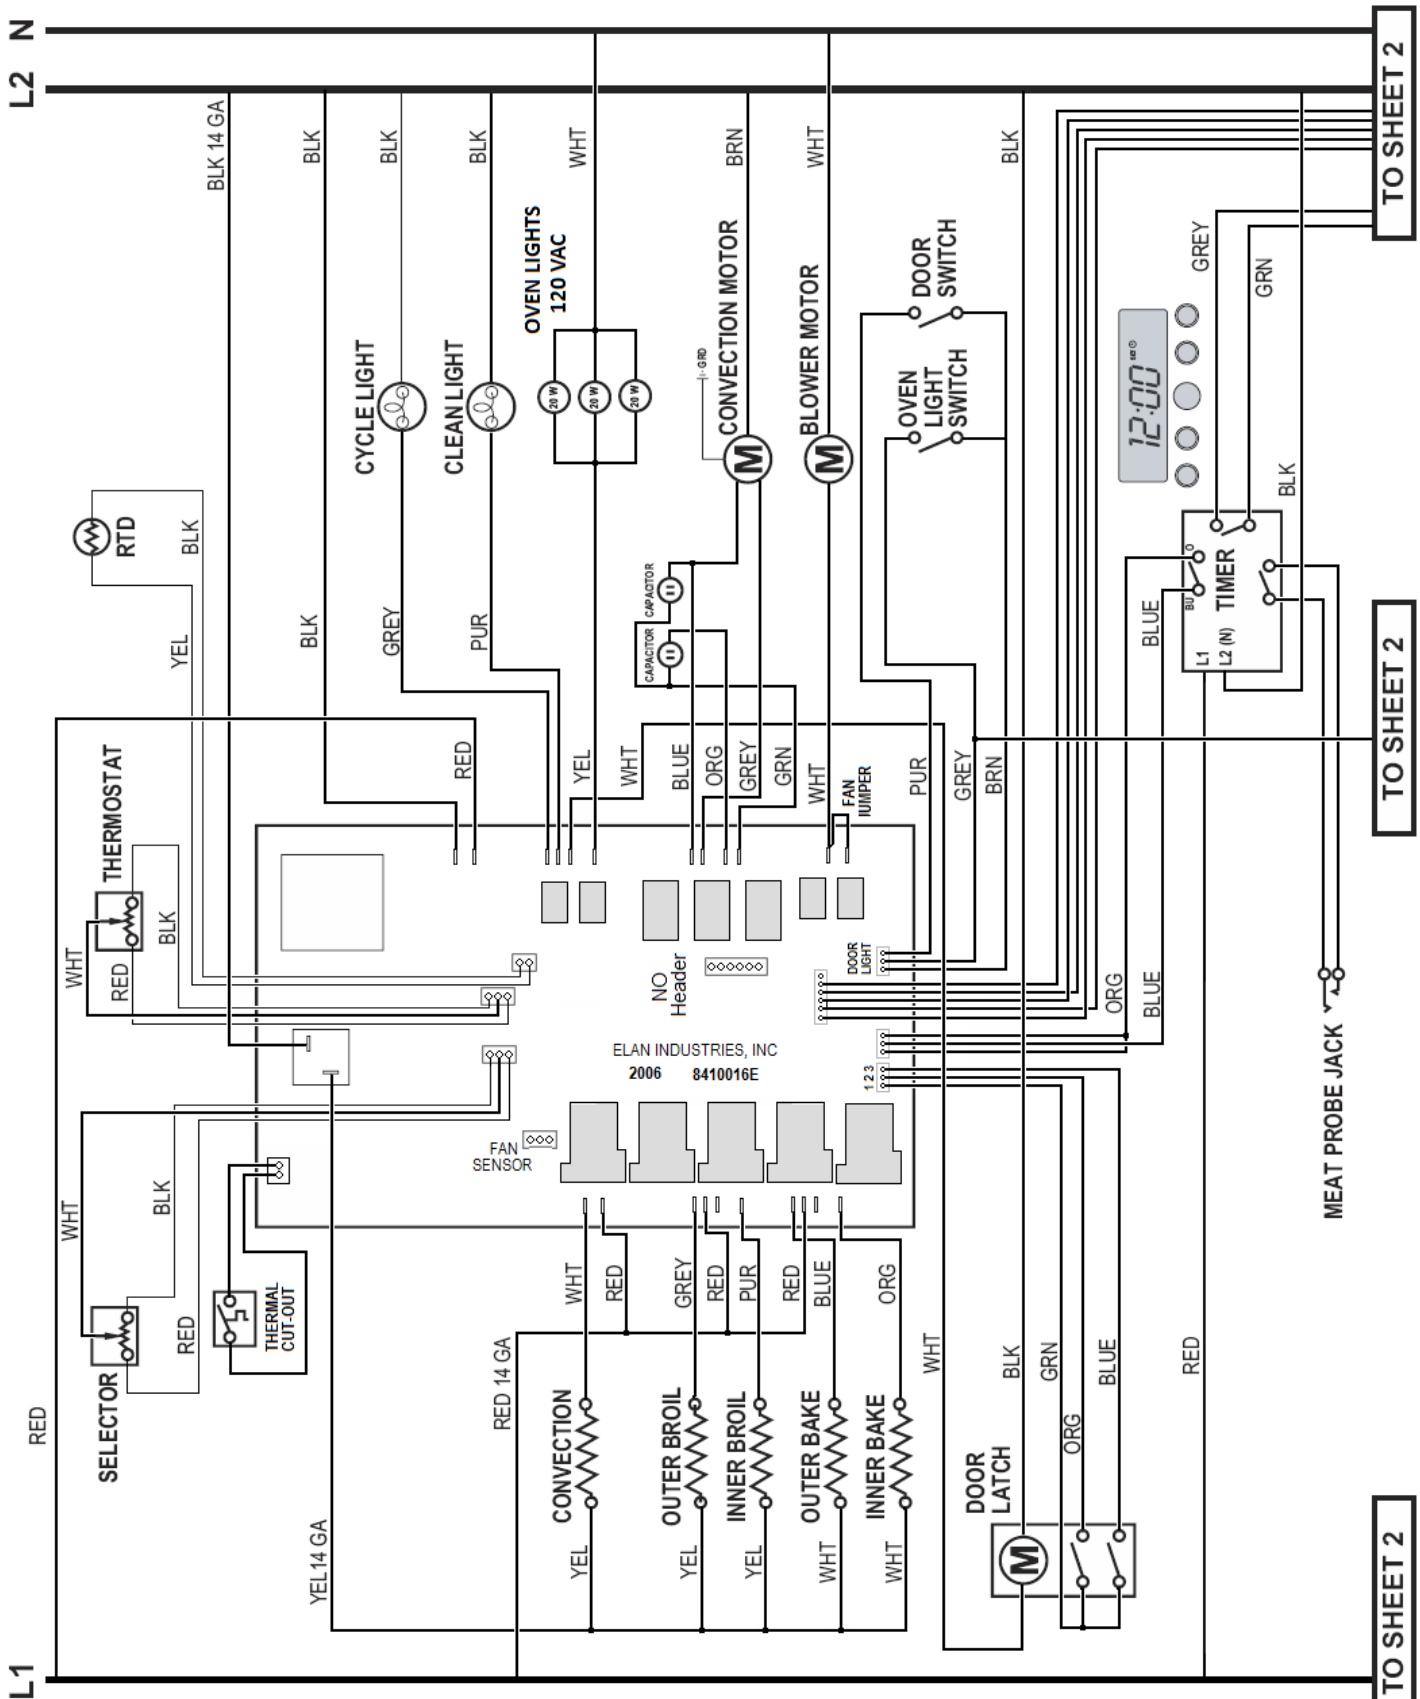 L1
L2
N
TO SHEET 2
TO SHEET 2
TO SHEET 2
RED
BLK 14 GA
BLK
BLK
BLK
WHT
BRN
WHT
BLK
OVEN LIGHTS
120 VAC
20 W
20 W
20 W
CYCLE LIGHT
CLEAN LIGHT
GRD
CONVECTION MOTOR
M
BLOWER MOTOR
M
DOOR
SWITCH
OVEN
LIGHT
SWITCH
GREY
GRN
12:00
BLK
RTD
BLK
YEL
BLK
GREY
PUR
CAPACITOR
CAPACITOR
BLUE
BU
O
TIMER
L1
L2 (N)
THERMOSTAT
WHT
RED
BLK
RED
YEL
WHT
BLUE
ORG
GREY
GRN
WHT
FAN
JUMPER
PUR
GREY
BRN
NO
Header
DOOR
LIGHT
ORG
BLUE
ELAN INDUSTRIES, INC
2006 8410016E
1 2 3
FAN
SENSOR
MEAT PROBE JACK
SELECTOR
WHT
BLK
RED
THERMAL
CUT-OUT
WHT
RED
GREY
RED
PUR
RED
BLUE
ORG
WHT
BLK
GRN
ORG
BLUE
RED
RED 14 GA
YEL14 GA
CONVECTION
OUTER BROIL
INNER BROIL
OUTER BAKE
INNER BAKE
YEL
YEL
YEL
WHT
WHT
DOOR
LATCH
M